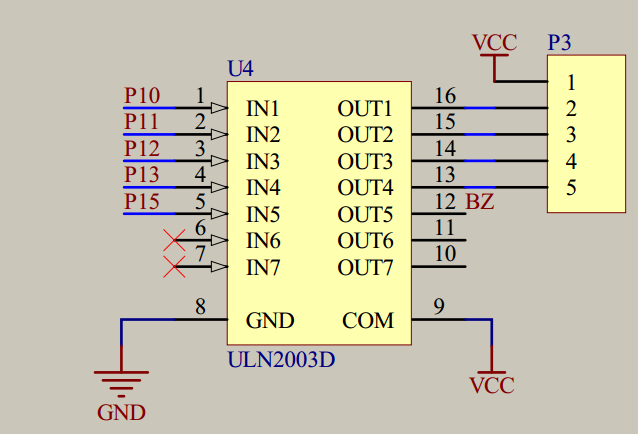 VCC P3
U4
P10 1 IN1 OUT1 16 1
P11 2 IN2 OUT2 15 2
P12 3 IN3 OUT3 14 3
P13 4 IN4 OUT4 13 4
P15 5 IN5 OUT5 12 BZ 5
6 IN6 OUT6 11
7 IN7 OUT7 10
8 GND COM 9
ULN2003D
GND VCC